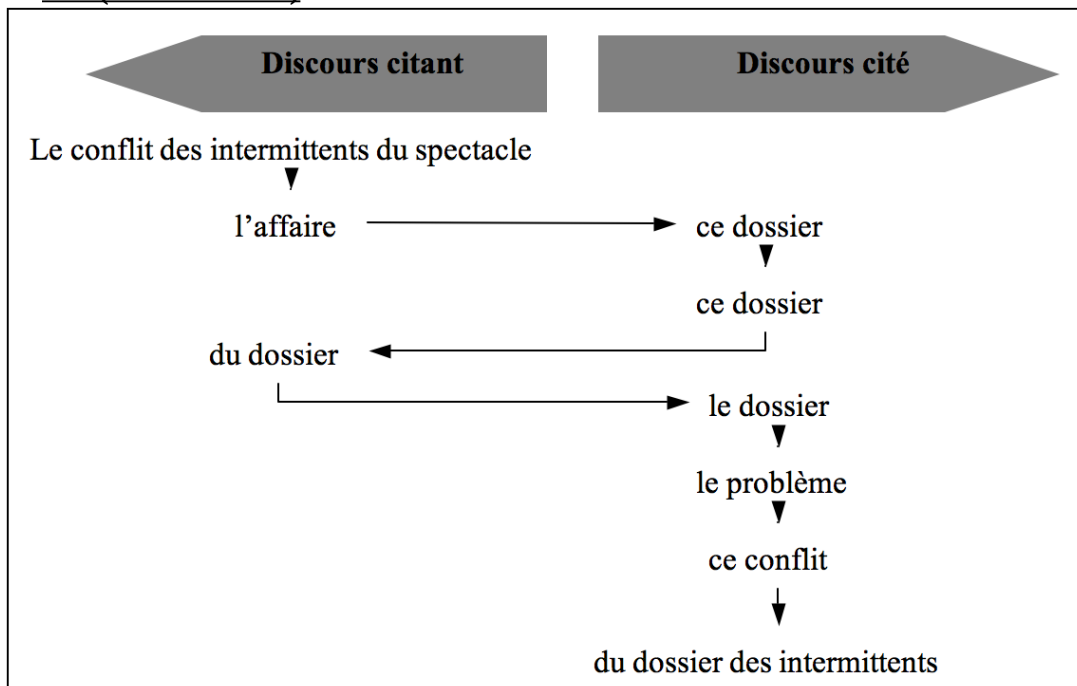 Discours citant
Discours cité
Le conflit des intermittents du spectacle
l’affaire
ce dossier
ce dossier
du dossier
le dossier
le problème
ce conflit
du dossier des intermittents